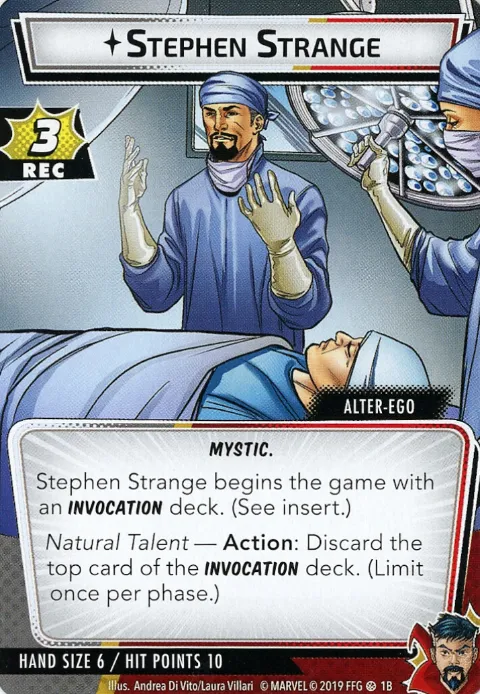 STEPHEN STRANGE
3
REC
ALTER-EGO
MYSTIC.
Stephen Strange begins the game with
an INVOCATION deck. (See insert.)
Natural Talent — Action: Discard the
top card of the INVOCATION deck. (Limit
once per phase.)
HAND SIZE 6 / HIT POINTS 10
Illus. Andrea Di Vito/Laura Villari © MARVEL © 2019 FFG 1B